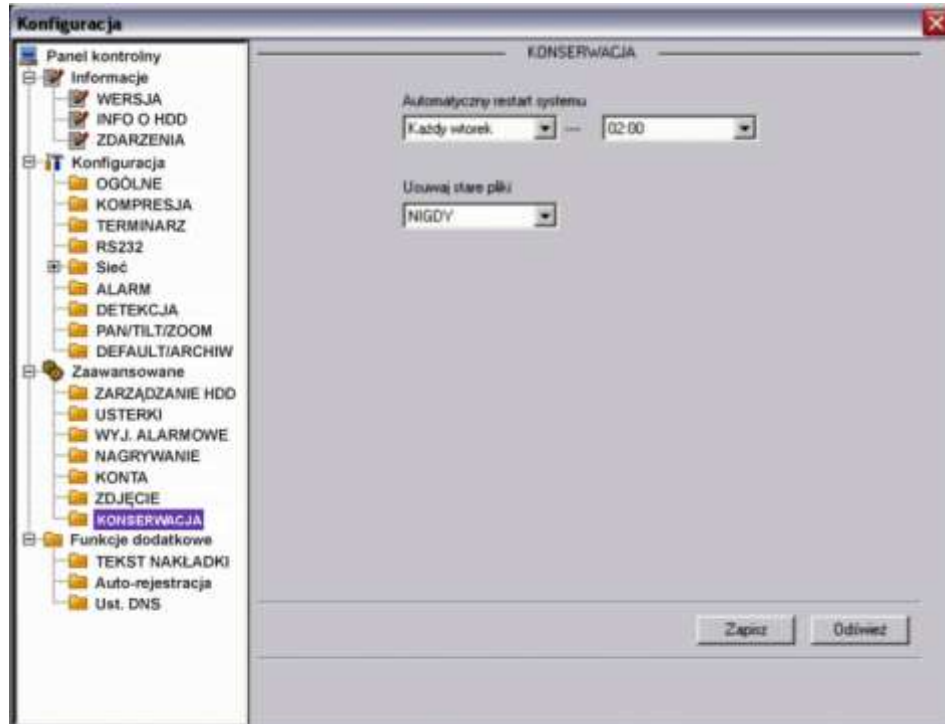 Konfiguracja
Panel kontrolny
Informacje
WERSJA
INFO O HDD
ZDARZENIA
Konfiguracja
OGÓLNE
KOMPRESJA
TERMINARZ
RS232
Sieć
ALARM
DETEKCJA
PAN/TILT/ZOOM
DEFAULT/ARCHIW
Zaawansowane
ZARZĄDZANIE HDD
USTERKI
WYJ. ALARMOWE
NAGRYWANIE
KONTA
ZDJĘCIE
KONSERWACJA
Funkcje dodatkowe
TEKST NAKŁADKI
Auto-rejestracja
Ust. DNS
KONSERWACJA
Automatyczny restart systemu
Każdy wtorek — 02:00
Usuwaj stare pliki
NIGDY
Zapisz Odśwież